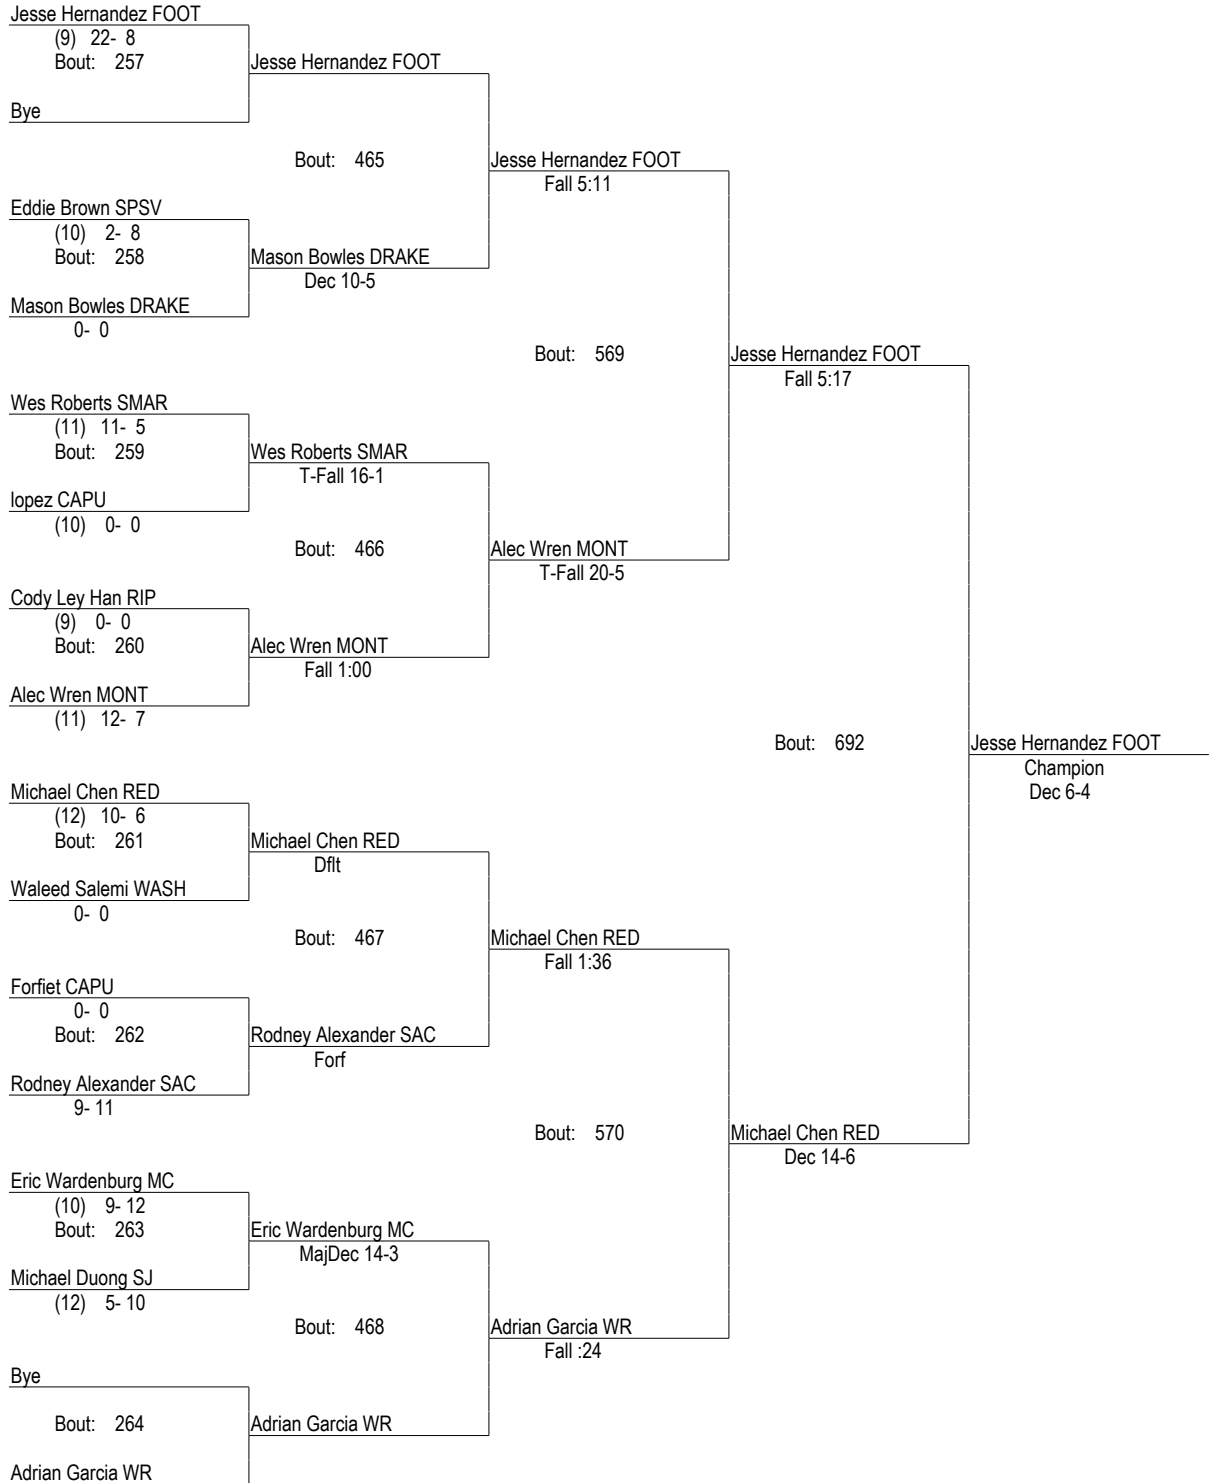 Jesse Hernandez FOOT
(9) 22- 8
Bout: 257
Jesse Hernandez FOOT
Bye
Bout: 465
Jesse Hernandez FOOT
Fall 5:11
Eddie Brown SPSV
(10) 2- 8
Bout: 258
Mason Bowles DRAKE
Dec 10-5
Mason Bowles DRAKE
0- 0
Bout: 569
Jesse Hernandez FOOT
Fall 5:17
Wes Roberts SMAR
(11) 11- 5
Bout: 259
Wes Roberts SMAR
T-Fall 16-1
lopez CAPU
(10) 0- 0
Bout: 466
Alec Wren MONT
T-Fall 20-5
Cody Ley Han RIP
(9) 0- 0
Bout: 260
Alec Wren MONT
Fall 1:00
Alec Wren MONT
(11) 12- 7
Bout: 692
Jesse Hernandez FOOT
Champion
Dec 6-4
Michael Chen RED
(12) 10- 6
Bout: 261
Michael Chen RED
Dflt
Waleed Salemi WASH
0- 0
Bout: 467
Michael Chen RED
Fall 1:36
Forfiet CAPU
0- 0
Bout: 262
Rodney Alexander SAC
Forf
Rodney Alexander SAC
9- 11
Bout: 570
Michael Chen RED
Dec 14-6
Eric Wardenburg MC
(10) 9- 12
Bout: 263
Eric Wardenburg MC
MajDec 14-3
Michael Duong SJ
(12) 5- 10
Bout: 468
Adrian Garcia WR
Fall :24
Bye
Bout: 264
Adrian Garcia WR
Adrian Garcia WR